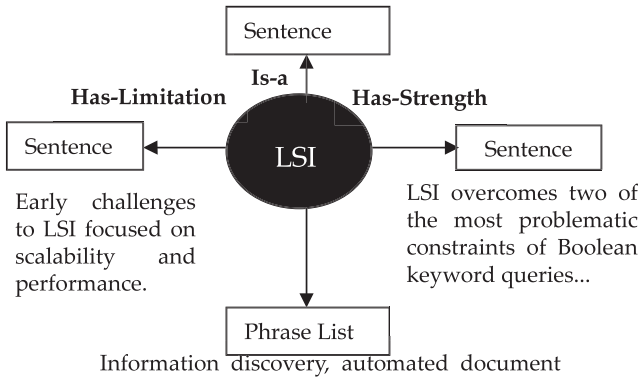 Sentence
Is-a
Has-Limitation
Has-Strength
Sentence
LSI
Sentence
Early challenges
to LSI focused on
scalability and
performance.
LSI overcomes two of
the most problematic
constraints of Boolean
keyword queries...
Phrase List
Information discovery, automated document